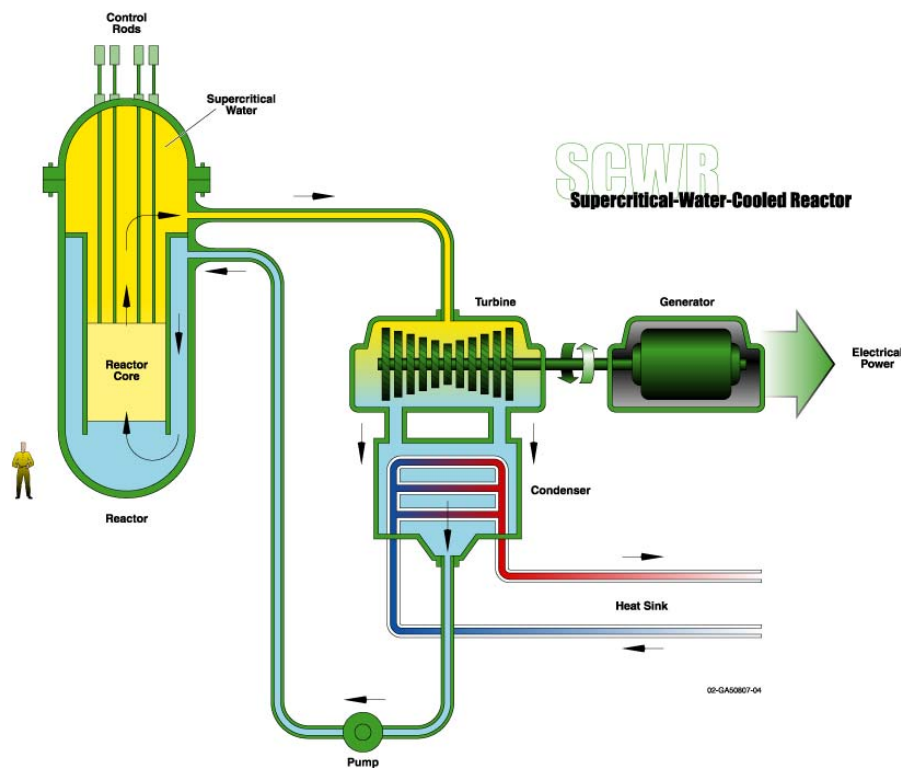 Control
Rods
Supercritical
Water
SCWR
Supercritical-Water-Cooled Reactor
Turbine
Generator
Electrical
Power
Reactor
Core
Condenser
Reactor
Heat Sink
02-GA50807-04
Pump